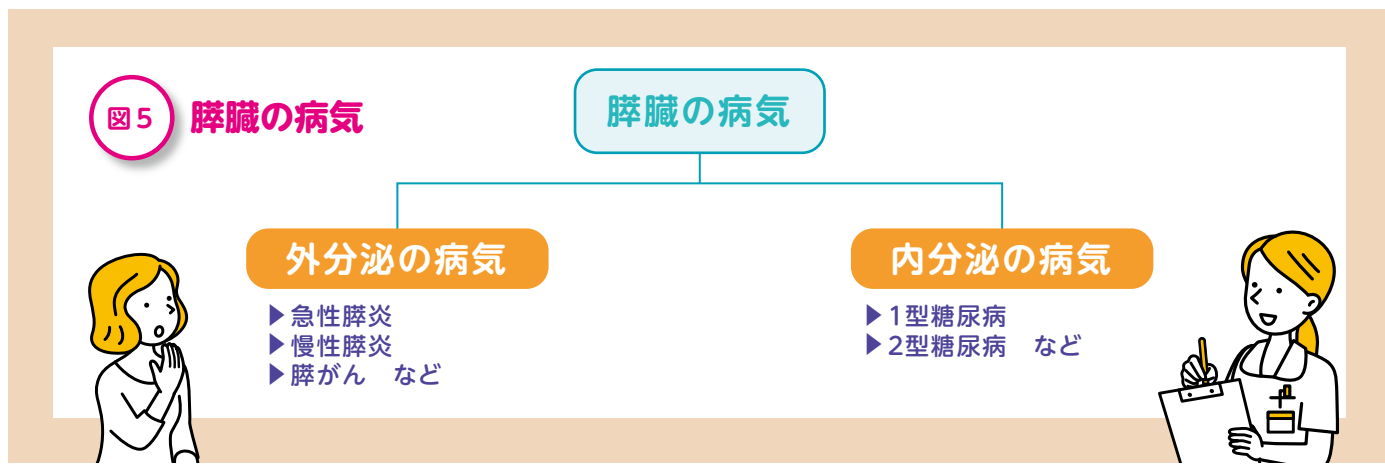 図5
膵臓の病気
膵臓の病気
外分泌の病気
▶急性膵炎
▶慢性膵炎
▶膵がん　など
内分泌の病気
▶1型糖尿病
▶2型糖尿病　など